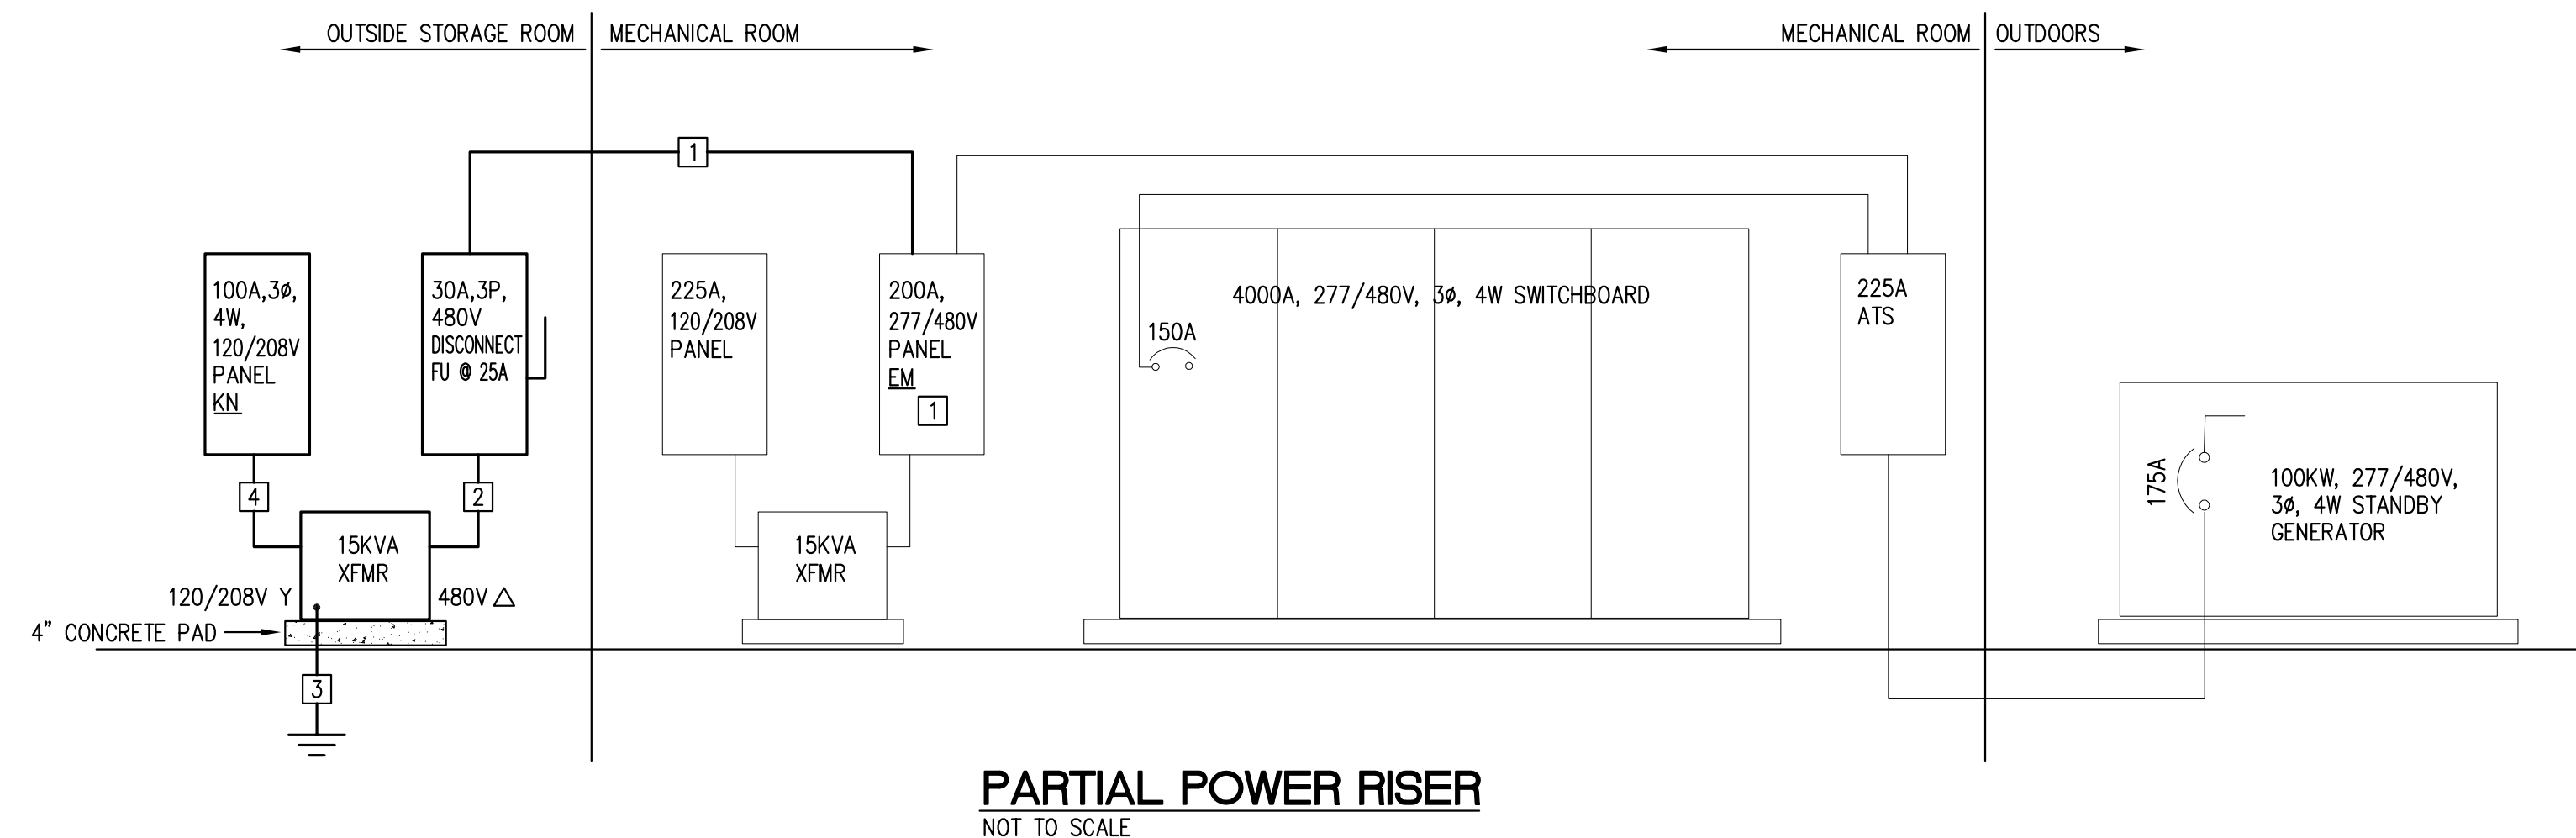 OUTSIDE STORAGE ROOM
MECHANICAL ROOM
MECHANICAL ROOM
OUTDOORS
1
100A,3ø,
4W,
120/208V
PANEL
KN
30A,3P,
480V
DISCONNECT
FU @ 25A
225A,
120/208V
PANEL
200A,
277/480V
PANEL
EM
1
4000A, 277/480V, 3ø, 4W SWITCHBOARD
150A
225A
ATS
175A
100KW, 277/480V,
3ø, 4W STANDBY
GENERATOR
4
2
15KVA
XFMR
15KVA
XFMR
120/208V Y
480V △
4” CONCRETE PAD
3
PARTIAL POWER RISER
NOT TO SCALE